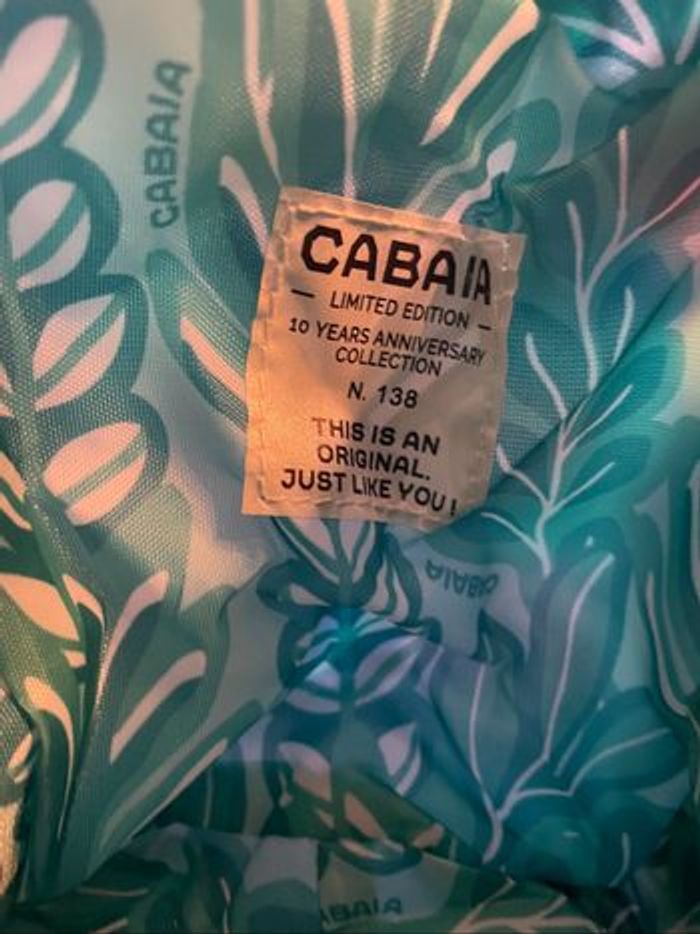 CABAIA
CABAIA
— LIMITED EDITION —
10 YEARS ANNIVERSARY
COLLECTION
N. 138
THIS IS AN
ORIGINAL.
JUST LIKE YOU !
CABAIA
CABAIA